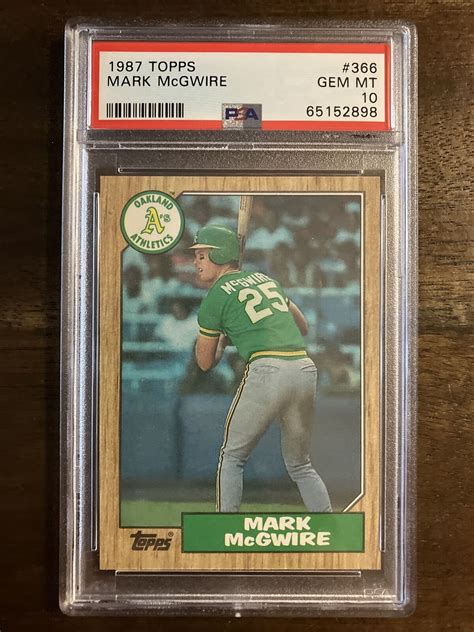 1987 TOPPS #366
MARK McGWIRE GEM MT
10
PSA 65152898
OAKLAND
A's
ATHLETICS
McGWIRE
25
topps
MARK
McGWIRE